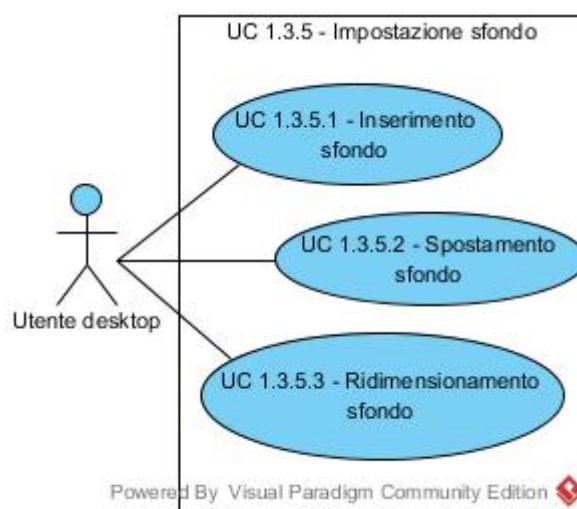 UC 1.3.5 - Impostazione sfondo
UC 1.3.5.1 - Inserimento
sfondo
UC 1.3.5.2 - Spostamento
sfondo
Utente desktop
UC 1.3.5.3 - Ridimensionamento
sfondo
Powered By Visual Paradigm Community Edition